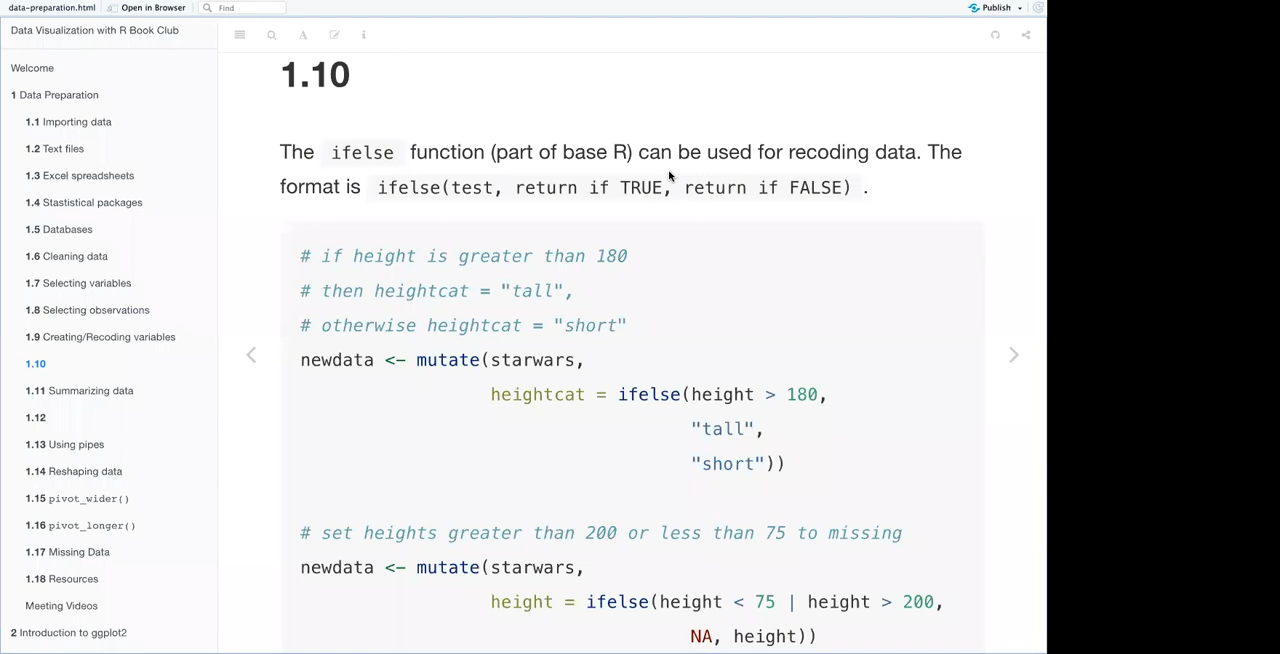 data-preparation.html Open in Browser Find Publish
Data Visualization with R Book Club
Welcome
1 Data Preparation
1.1 Importing data
1.2 Text files
1.3 Excel spreadsheets
1.4 Stastistical packages
1.5 Databases
1.6 Cleaning data
1.7 Selecting variables
1.8 Selecting observations
1.9 Creating/Recoding variables
1.10
1.11 Summarizing data
1.12
1.13 Using pipes
1.14 Reshaping data
1.15 pivot_wider()
1.16 pivot_longer()
1.17 Missing Data
1.18 Resources
Meeting Videos
2 Introduction to ggplot2
1.10
The ifelse function (part of base R) can be used for recoding data. The
format is ifelse(test, return if TRUE, return if FALSE) .
# if height is greater than 180
# then heightcat = "tall",
# otherwise heightcat = "short"
newdata <- mutate(starwars,
heightcat = ifelse(height > 180,
"tall",
"short"))
# set heights greater than 200 or less than 75 to missing
newdata <- mutate(starwars,
height = ifelse(height < 75 | height > 200,
NA, height))